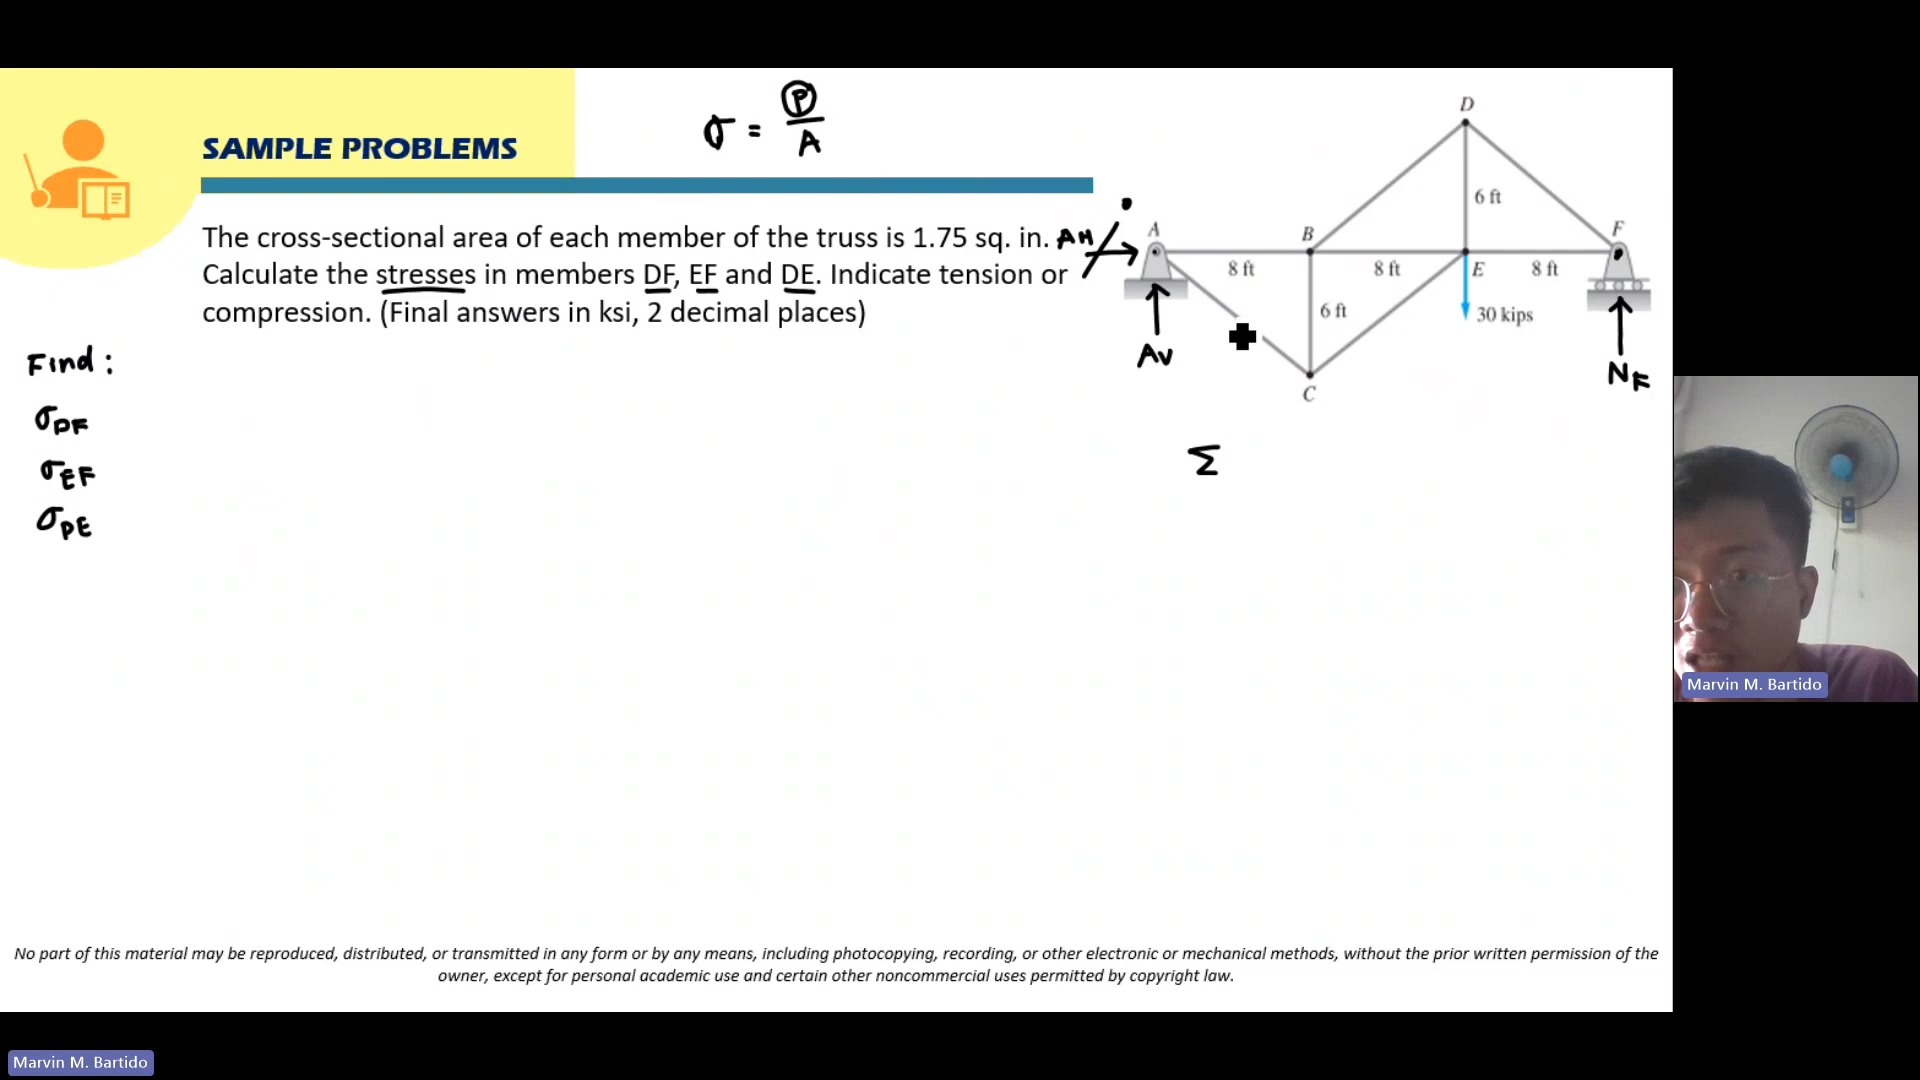 SAMPLE PROBLEMS
σ = P/A
The cross-sectional area of each member of the truss is 1.75 sq. in.
Calculate the stresses in members DF, EF and DE. Indicate tension or
compression. (Final answers in ksi, 2 decimal places)
Find :
σDF
σEF
σDE
D
6 ft
AH
A
B
F
8 ft
8 ft
E
8 ft
6 ft
30 kips
Av
NF
C
Σ
Marvin M. Bartido
No part of this material may be reproduced, distributed, or transmitted in any form or by any means, including photocopying, recording, or other electronic or mechanical methods, without the prior written permission of the
owner, except for personal academic use and certain other noncommercial uses permitted by copyright law.
Marvin M. Bartido